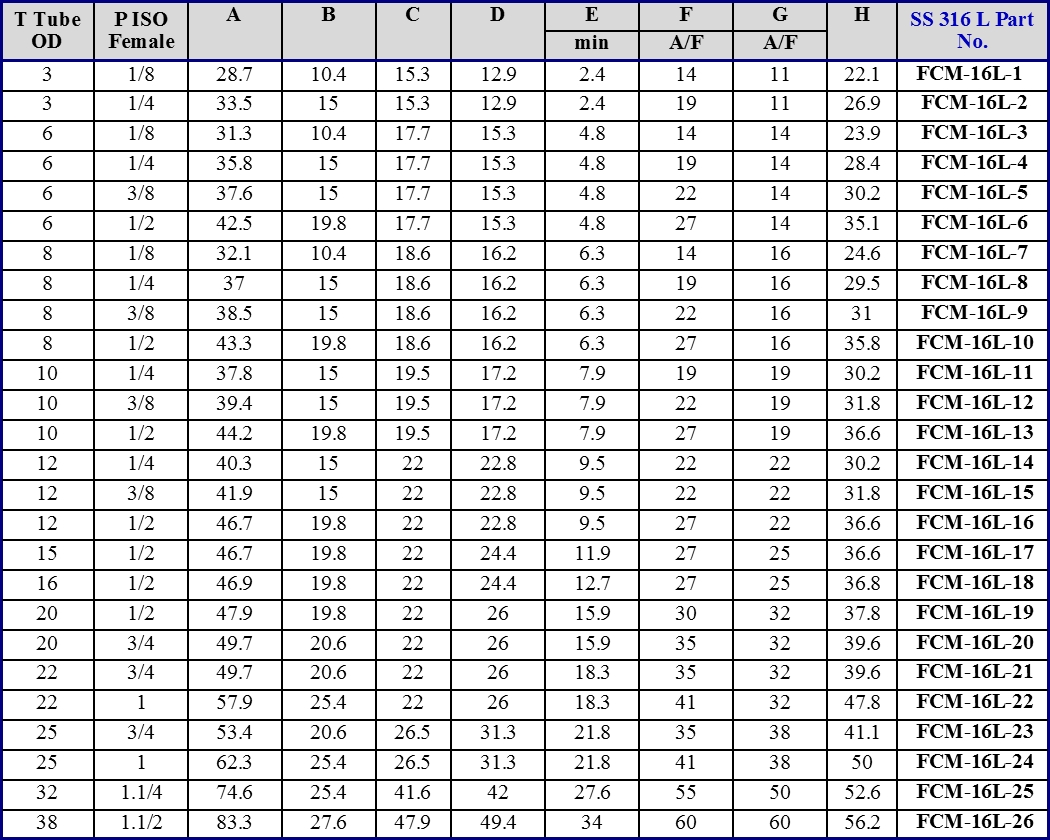 T Tube OD P ISO Female A B C D E min F A/F G A/F H SS 316 L Part No.
3 1/8 28.7 10.4 15.3 12.9 2.4 14 11 22.1 FCM-16L-1
3 1/4 33.5 15 15.3 12.9 2.4 19 11 26.9 FCM-16L-2
6 1/8 31.3 10.4 17.7 15.3 4.8 14 14 23.9 FCM-16L-3
6 1/4 35.8 15 17.7 15.3 4.8 19 14 28.4 FCM-16L-4
6 3/8 37.6 15 17.7 15.3 4.8 22 14 30.2 FCM-16L-5
6 1/2 42.5 19.8 17.7 15.3 4.8 27 14 35.1 FCM-16L-6
8 1/8 32.1 10.4 18.6 16.2 6.3 14 16 24.6 FCM-16L-7
8 1/4 37 15 18.6 16.2 6.3 19 16 29.5 FCM-16L-8
8 3/8 38.5 15 18.6 16.2 6.3 22 16 31 FCM-16L-9
8 1/2 43.3 19.8 18.6 16.2 6.3 27 16 35.8 FCM-16L-10
10 1/4 37.8 15 19.5 17.2 7.9 19 19 30.2 FCM-16L-11
10 3/8 39.4 15 19.5 17.2 7.9 22 19 31.8 FCM-16L-12
10 1/2 44.2 19.8 19.5 17.2 7.9 27 19 36.6 FCM-16L-13
12 1/4 40.3 15 22 22.8 9.5 22 22 30.2 FCM-16L-14
12 3/8 41.9 15 22 22.8 9.5 22 22 31.8 FCM-16L-15
12 1/2 46.7 19.8 22 22.8 9.5 27 22 36.6 FCM-16L-16
15 1/2 46.7 19.8 22 24.4 11.9 27 25 36.6 FCM-16L-17
16 1/2 46.9 19.8 22 24.4 12.7 27 25 36.8 FCM-16L-18
20 1/2 47.9 19.8 22 26 15.9 30 32 37.8 FCM-16L-19
20 3/4 49.7 20.6 22 26 15.9 35 32 39.6 FCM-16L-20
22 3/4 49.7 20.6 22 26 18.3 35 32 39.6 FCM-16L-21
22 1 57.9 25.4 22 26 18.3 41 32 47.8 FCM-16L-22
25 3/4 53.4 20.6 26.5 31.3 21.8 35 38 41.1 FCM-16L-23
25 1 62.3 25.4 26.5 31.3 21.8 41 38 50 FCM-16L-24
32 1.1/4 74.6 25.4 41.6 42 27.6 55 50 52.6 FCM-16L-25
38 1.1/2 83.3 27.6 47.9 49.4 34 60 60 56.2 FCM-16L-26